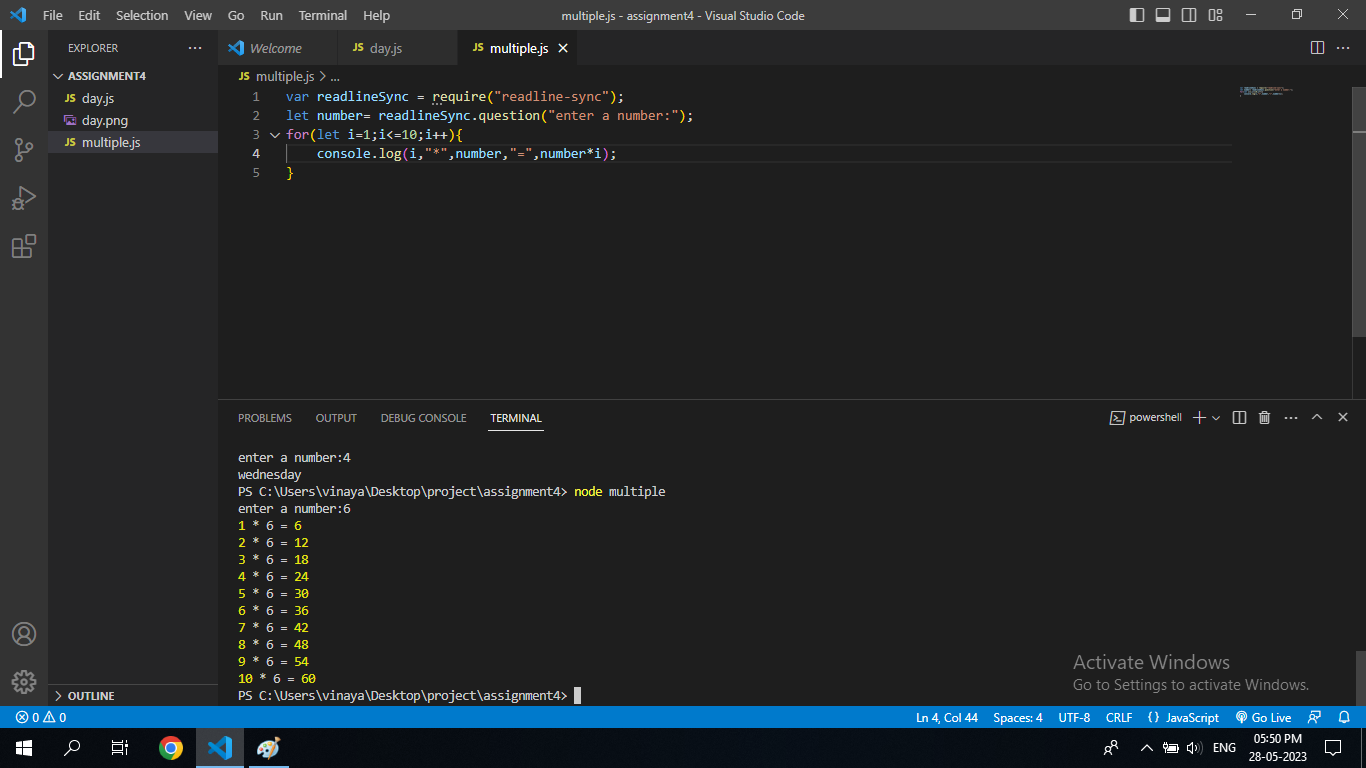 File Edit Selection View Go Run Terminal Help multiple.js - assignment4 - Visual Studio Code
EXPLORER
ASSIGNMENT4
JS day.js
day.png
JS multiple.js
OUTLINE
Welcome JS day.js JS multiple.js
JS multiple.js > ...
1 var readlineSync = require("readline-sync");
2 let number= readlineSync.question("enter a number:");
3 for(let i=1;i<=10;i++){
4 console.log(i,"*",number,"=",number*i);
5 }
PROBLEMS OUTPUT DEBUG CONSOLE TERMINAL powershell
enter a number:4
wednesday
PS C:\Users\vinaya\Desktop\project\assignment4> node multiple
enter a number:6
1 * 6 = 6
2 * 6 = 12
3 * 6 = 18
4 * 6 = 24
5 * 6 = 30
6 * 6 = 36
7 * 6 = 42
8 * 6 = 48
9 * 6 = 54
10 * 6 = 60
PS C:\Users\vinaya\Desktop\project\assignment4>
Activate Windows
Go to Settings to activate Windows.
0 0 Ln 4, Col 44 Spaces: 4 UTF-8 CRLF {} JavaScript Go Live
ENG 05:50 PM
28-05-2023